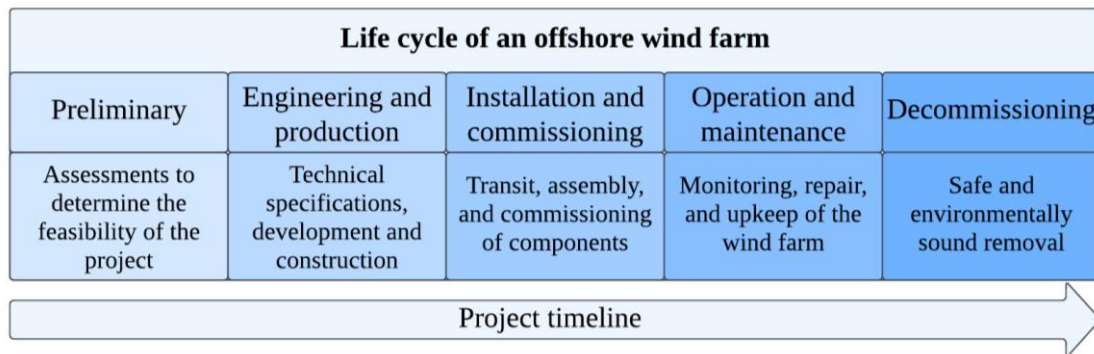 Life cycle of an offshore wind farm
Preliminary
Engineering and
production
Installation and
commissioning
Operation and
maintenance
Decommissioning
Assessments to
determine the
feasibility of the
project
Technical
specifications,
development and
construction
Transit, assembly,
and commissioning
of components
Monitoring, repair,
and upkeep of the
wind farm
Safe and
environmentally
sound removal
Project timeline